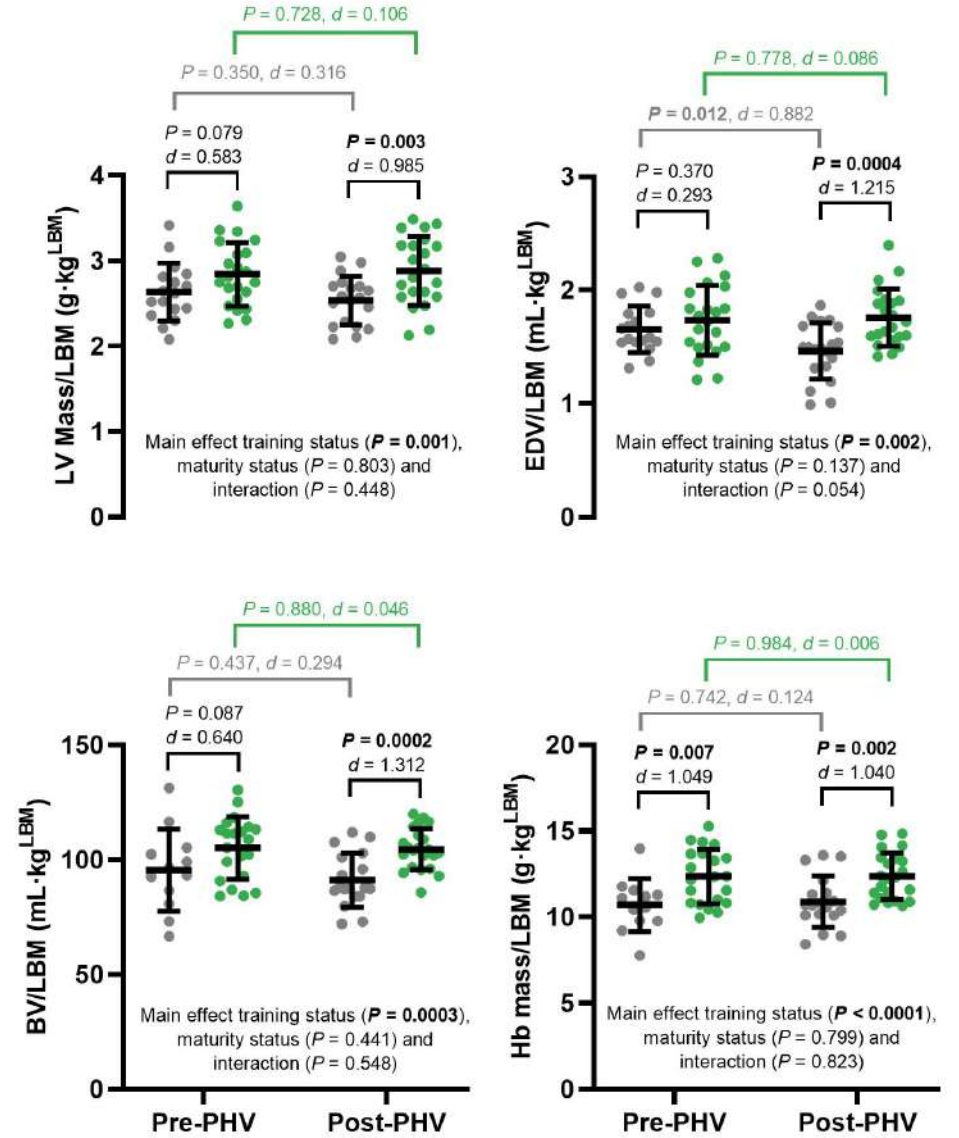 P = 0.728, d = 0.106
P = 0.350, d = 0.316
P = 0.079
d = 0.583
P = 0.003
d = 0.985
LV Mass/LBM (g·kg^LBM)
4
3
2
1
0
Main effect training status (P = 0.001),
maturity status (P = 0.803) and
interaction (P = 0.448)
P = 0.778, d = 0.086
P = 0.012, d = 0.882
P = 0.370
d = 0.293
P = 0.0004
d = 1.215
EDV/LBM (mL·kg^LBM)
3
2
1
0
Main effect training status (P = 0.002),
maturity status (P = 0.137) and
interaction (P = 0.054)
P = 0.880, d = 0.046
P = 0.437, d = 0.294
P = 0.087
d = 0.640
P = 0.0002
d = 1.312
BV/LBM (mL·kg^LBM)
150
100
50
0
Main effect training status (P = 0.0003),
maturity status (P = 0.441) and
interaction (P = 0.548)
Pre-PHV
Post-PHV
P = 0.984, d = 0.006
P = 0.742, d = 0.124
P = 0.007
d = 1.049
P = 0.002
d = 1.040
Hb mass/LBM (g·kg^LBM)
20
15
10
5
0
Main effect training status (P < 0.0001),
maturity status (P = 0.799) and
interaction (P = 0.823)
Pre-PHV
Post-PHV